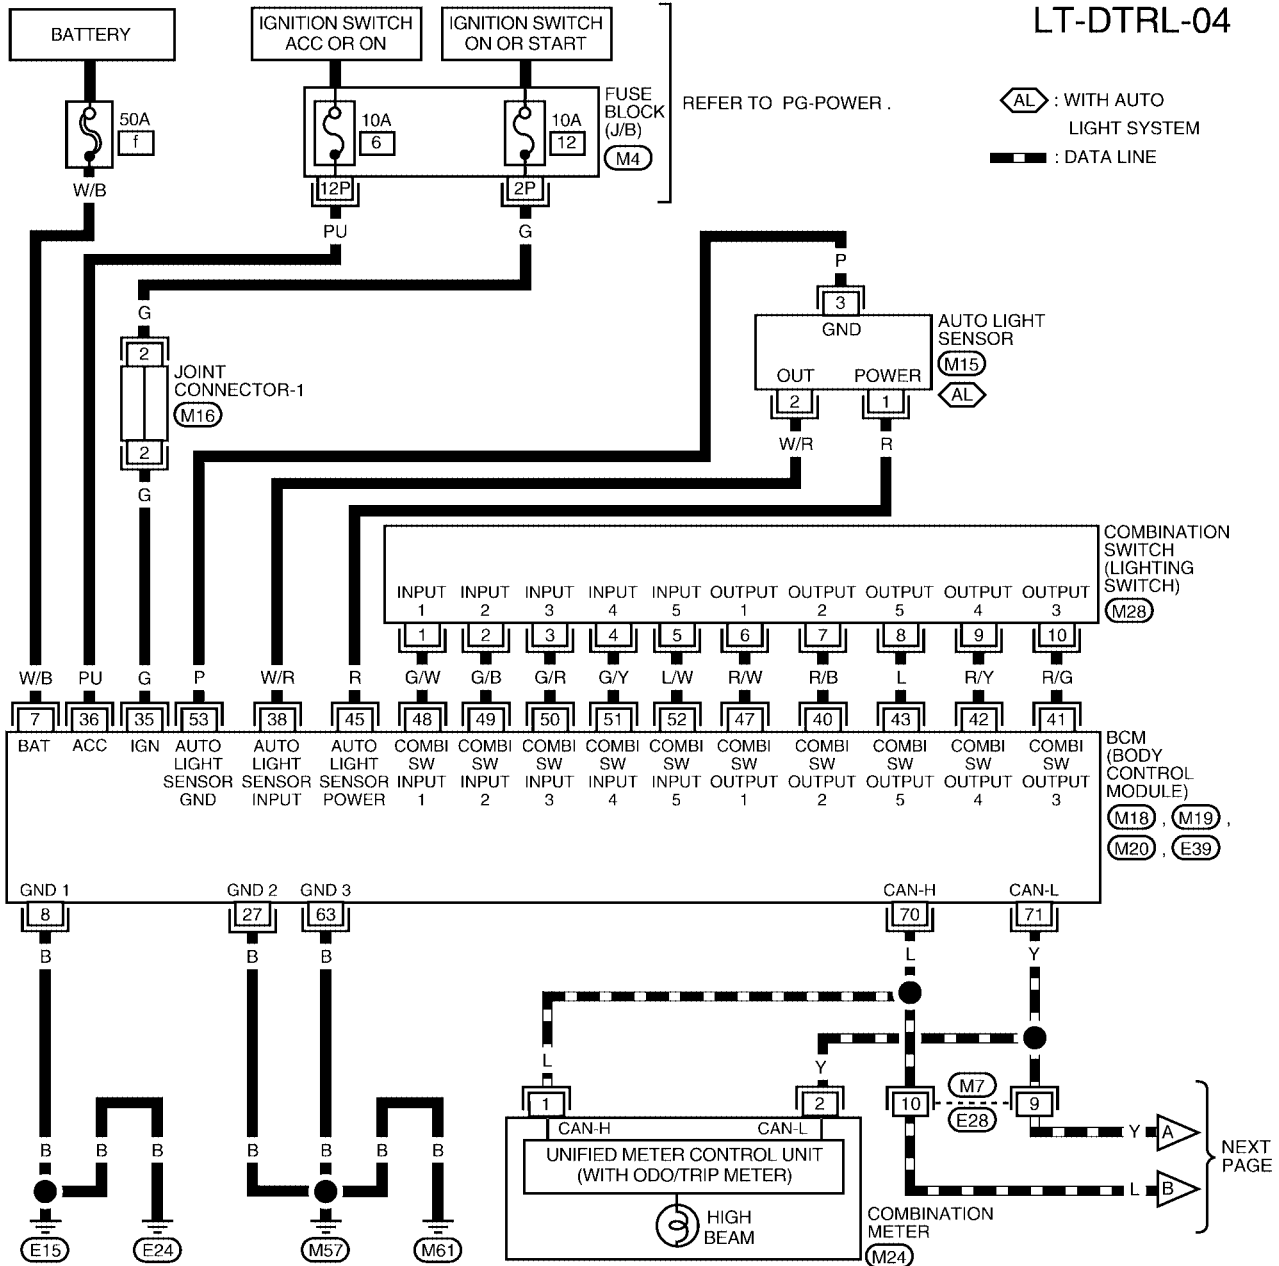 LT-DTRL-04
BATTERY
IGNITION SWITCH
ACC OR ON
IGNITION SWITCH
ON OR START
50A
f
10A
6
10A
12
FUSE
BLOCK
(J/B)
M4
REFER TO PG-POWER .
AL : WITH AUTO
LIGHT SYSTEM
: DATA LINE
W/B
12P
2P
PU
G
P
3
GND
AUTO LIGHT
SENSOR
M15
AL
OUT
POWER
2
1
W/R
R
G
2
JOINT
CONNECTOR-1
M16
2
G
COMBINATION
SWITCH
(LIGHTING
SWITCH)
M28
INPUT
1
INPUT
2
INPUT
3
INPUT
4
INPUT
5
OUTPUT
1
OUTPUT
2
OUTPUT
5
OUTPUT
4
OUTPUT
3
1 2 3 4 5 6 7 8 9 10
W/B PU G P W/R R G/W G/B G/R G/Y L/W R/W R/B L R/Y R/G
7 36 35 53 38 45 48 49 50 51 52 47 40 43 42 41
BAT
ACC
IGN
AUTO
LIGHT
SENSOR
GND
AUTO
LIGHT
SENSOR
INPUT
AUTO
LIGHT
SENSOR
POWER
COMBI
SW
INPUT
1
COMBI
SW
INPUT
2
COMBI
SW
INPUT
3
COMBI
SW
INPUT
4
COMBI
SW
INPUT
5
COMBI
SW
OUTPUT
1
COMBI
SW
OUTPUT
2
COMBI
SW
OUTPUT
5
COMBI
SW
OUTPUT
4
COMBI
SW
OUTPUT
3
BCM
(BODY
CONTROL
MODULE)
M18 , M19 ,
M20 , E39
GND 1
GND 2
GND 3
CAN-H
CAN-L
8 27 63 70 71
B B B L Y
L
Y
1
2
10
M7
E28
9
CAN-H
CAN-L
UNIFIED METER CONTROL UNIT
(WITH ODO/TRIP METER)
HIGH
BEAM
COMBINATION
METER
M24
B B B B B B B
Y A
L B
NEXT
PAGE
E15
E24
M57
M61